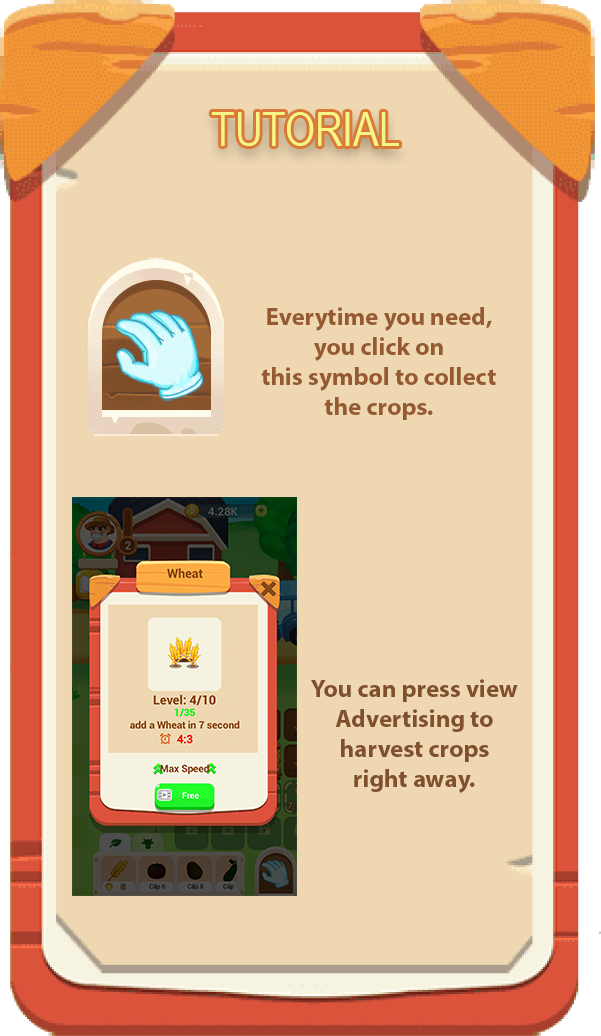 TUTORIAL
Everytime you need,
you click on
this symbol to collect
the crops.
4.28K
2
Wheat
Level: 4/10
1/35
add a Wheat in 7 second
4:3
Max Speed
Free
You can press view
Advertising to
harvest crops
right away.
Cấp 6
Cấp 8
Cấp